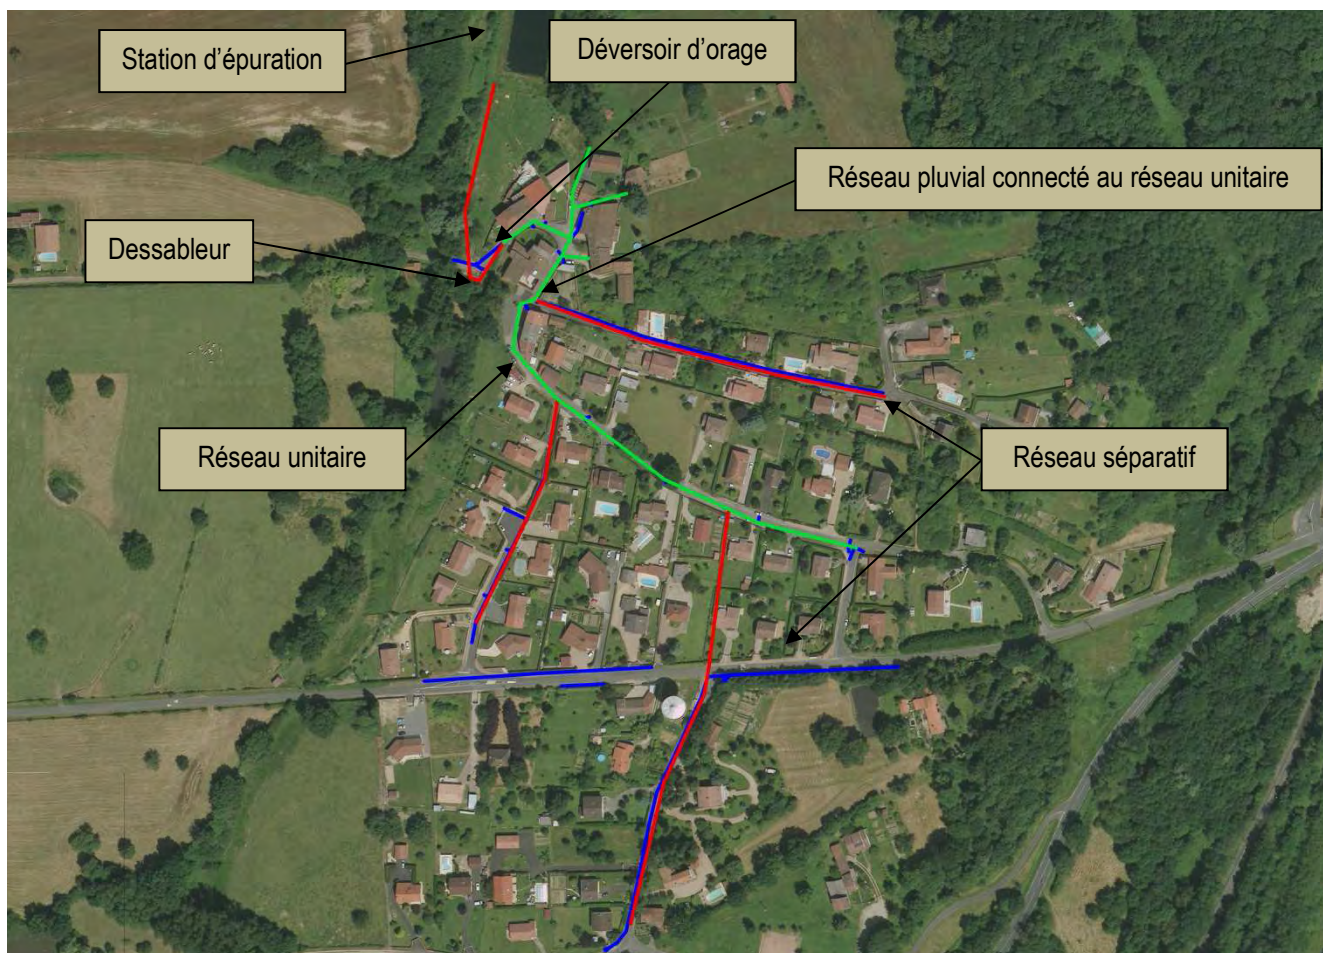 Station d’épuration
Déversoir d’orage
Réseau pluvial connecté au réseau unitaire
Dessableur
Réseau unitaire
Réseau séparatif